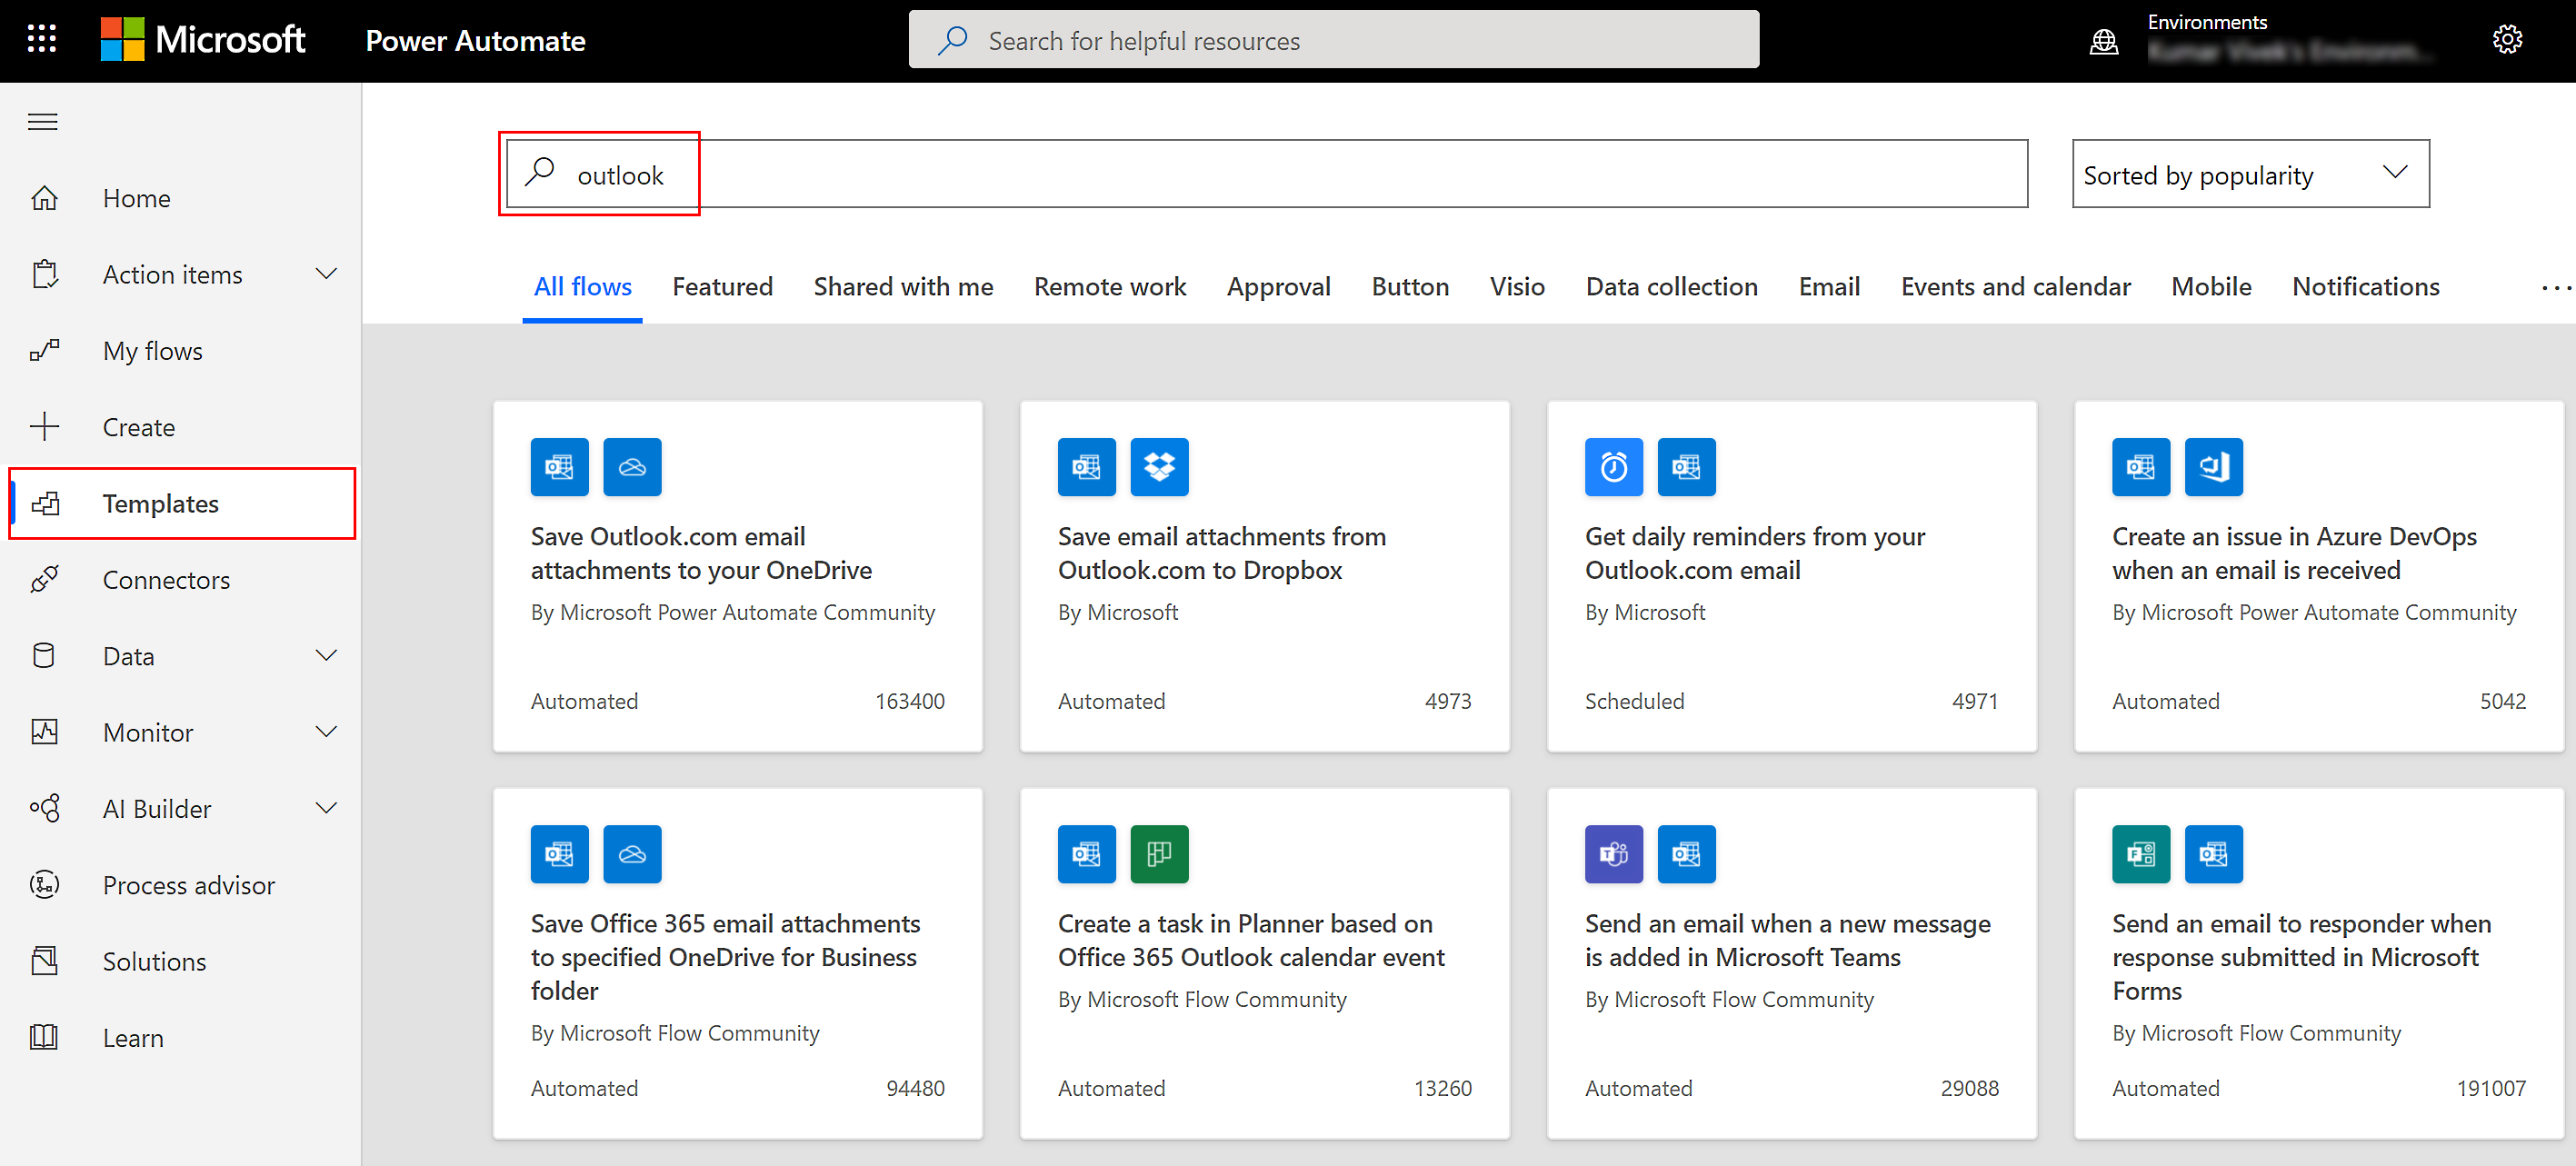 Microsoft
Power Automate
Search for helpful resources
Environments
outlook
Sorted by popularity
Home
Action items
My flows
Create
Templates
Connectors
Data
Monitor
AI Builder
Process advisor
Solutions
Learn
All flows Featured Shared with me Remote work Approval Button Visio Data collection Email Events and calendar Mobile Notifications ...
Save Outlook.com email
attachments to your OneDrive
By Microsoft Power Automate Community
Automated 163400
Save email attachments from
Outlook.com to Dropbox
By Microsoft
Automated 4973
Get daily reminders from your
Outlook.com email
By Microsoft
Scheduled 4971
Create an issue in Azure DevOps
when an email is received
By Microsoft Power Automate Community
Automated 5042
Save Office 365 email attachments
to specified OneDrive for Business
folder
By Microsoft Flow Community
Automated 94480
Create a task in Planner based on
Office 365 Outlook calendar event
By Microsoft Flow Community
Automated 13260
Send an email when a new message
is added in Microsoft Teams
By Microsoft Flow Community
Automated 29088
Send an email to responder when
response submitted in Microsoft
Forms
By Microsoft Flow Community
Automated 191007